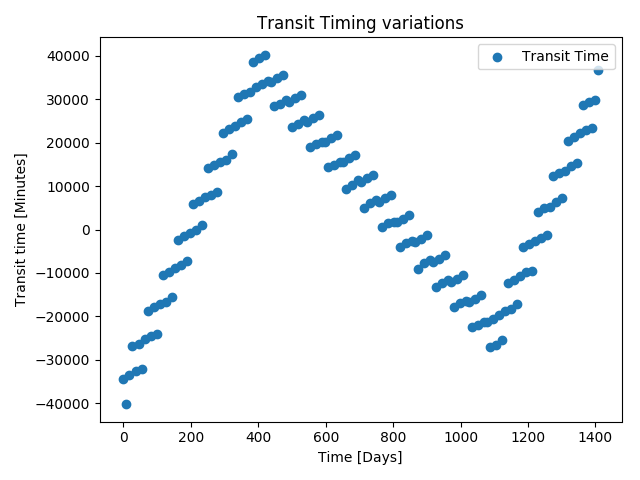 Transit Timing variations
Transit Time
Transit time [Minutes]
40000
30000
20000
10000
0
−10000
−20000
−30000
−40000
0 200 400 600 800 1000 1200 1400
Time [Days]